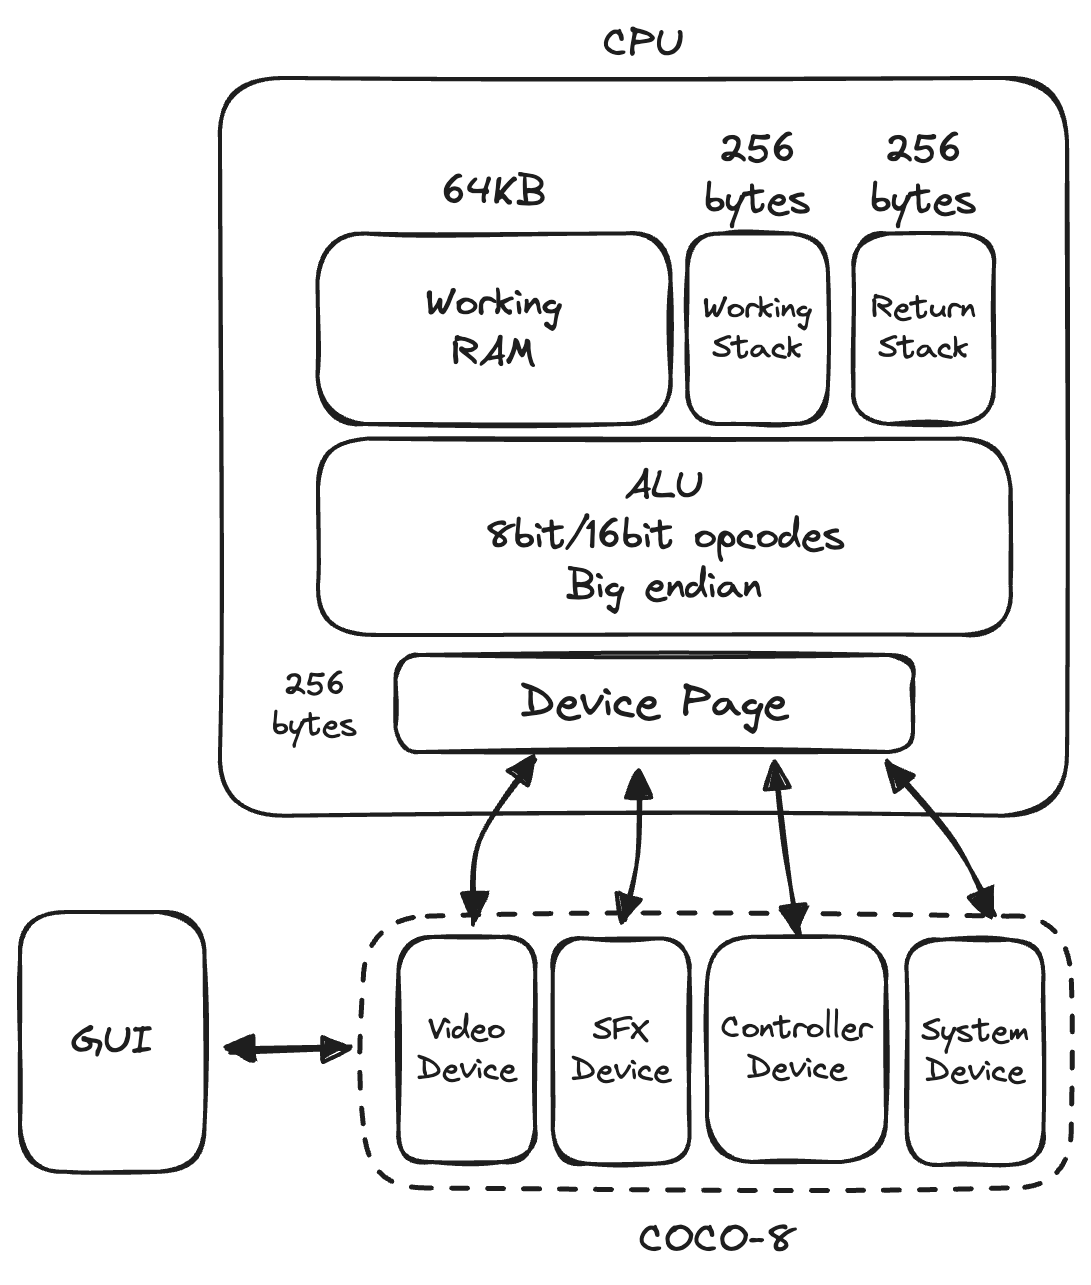 CPU
64KB
256
bytes
256
bytes
Working
RAM
Working
Stack
Return
Stack
ALU
8bit/16bit opcodes
Big endian
256
bytes
Device Page
GUI
Video
Device
SFX
Device
Controller
Device
System
Device
COCO-8